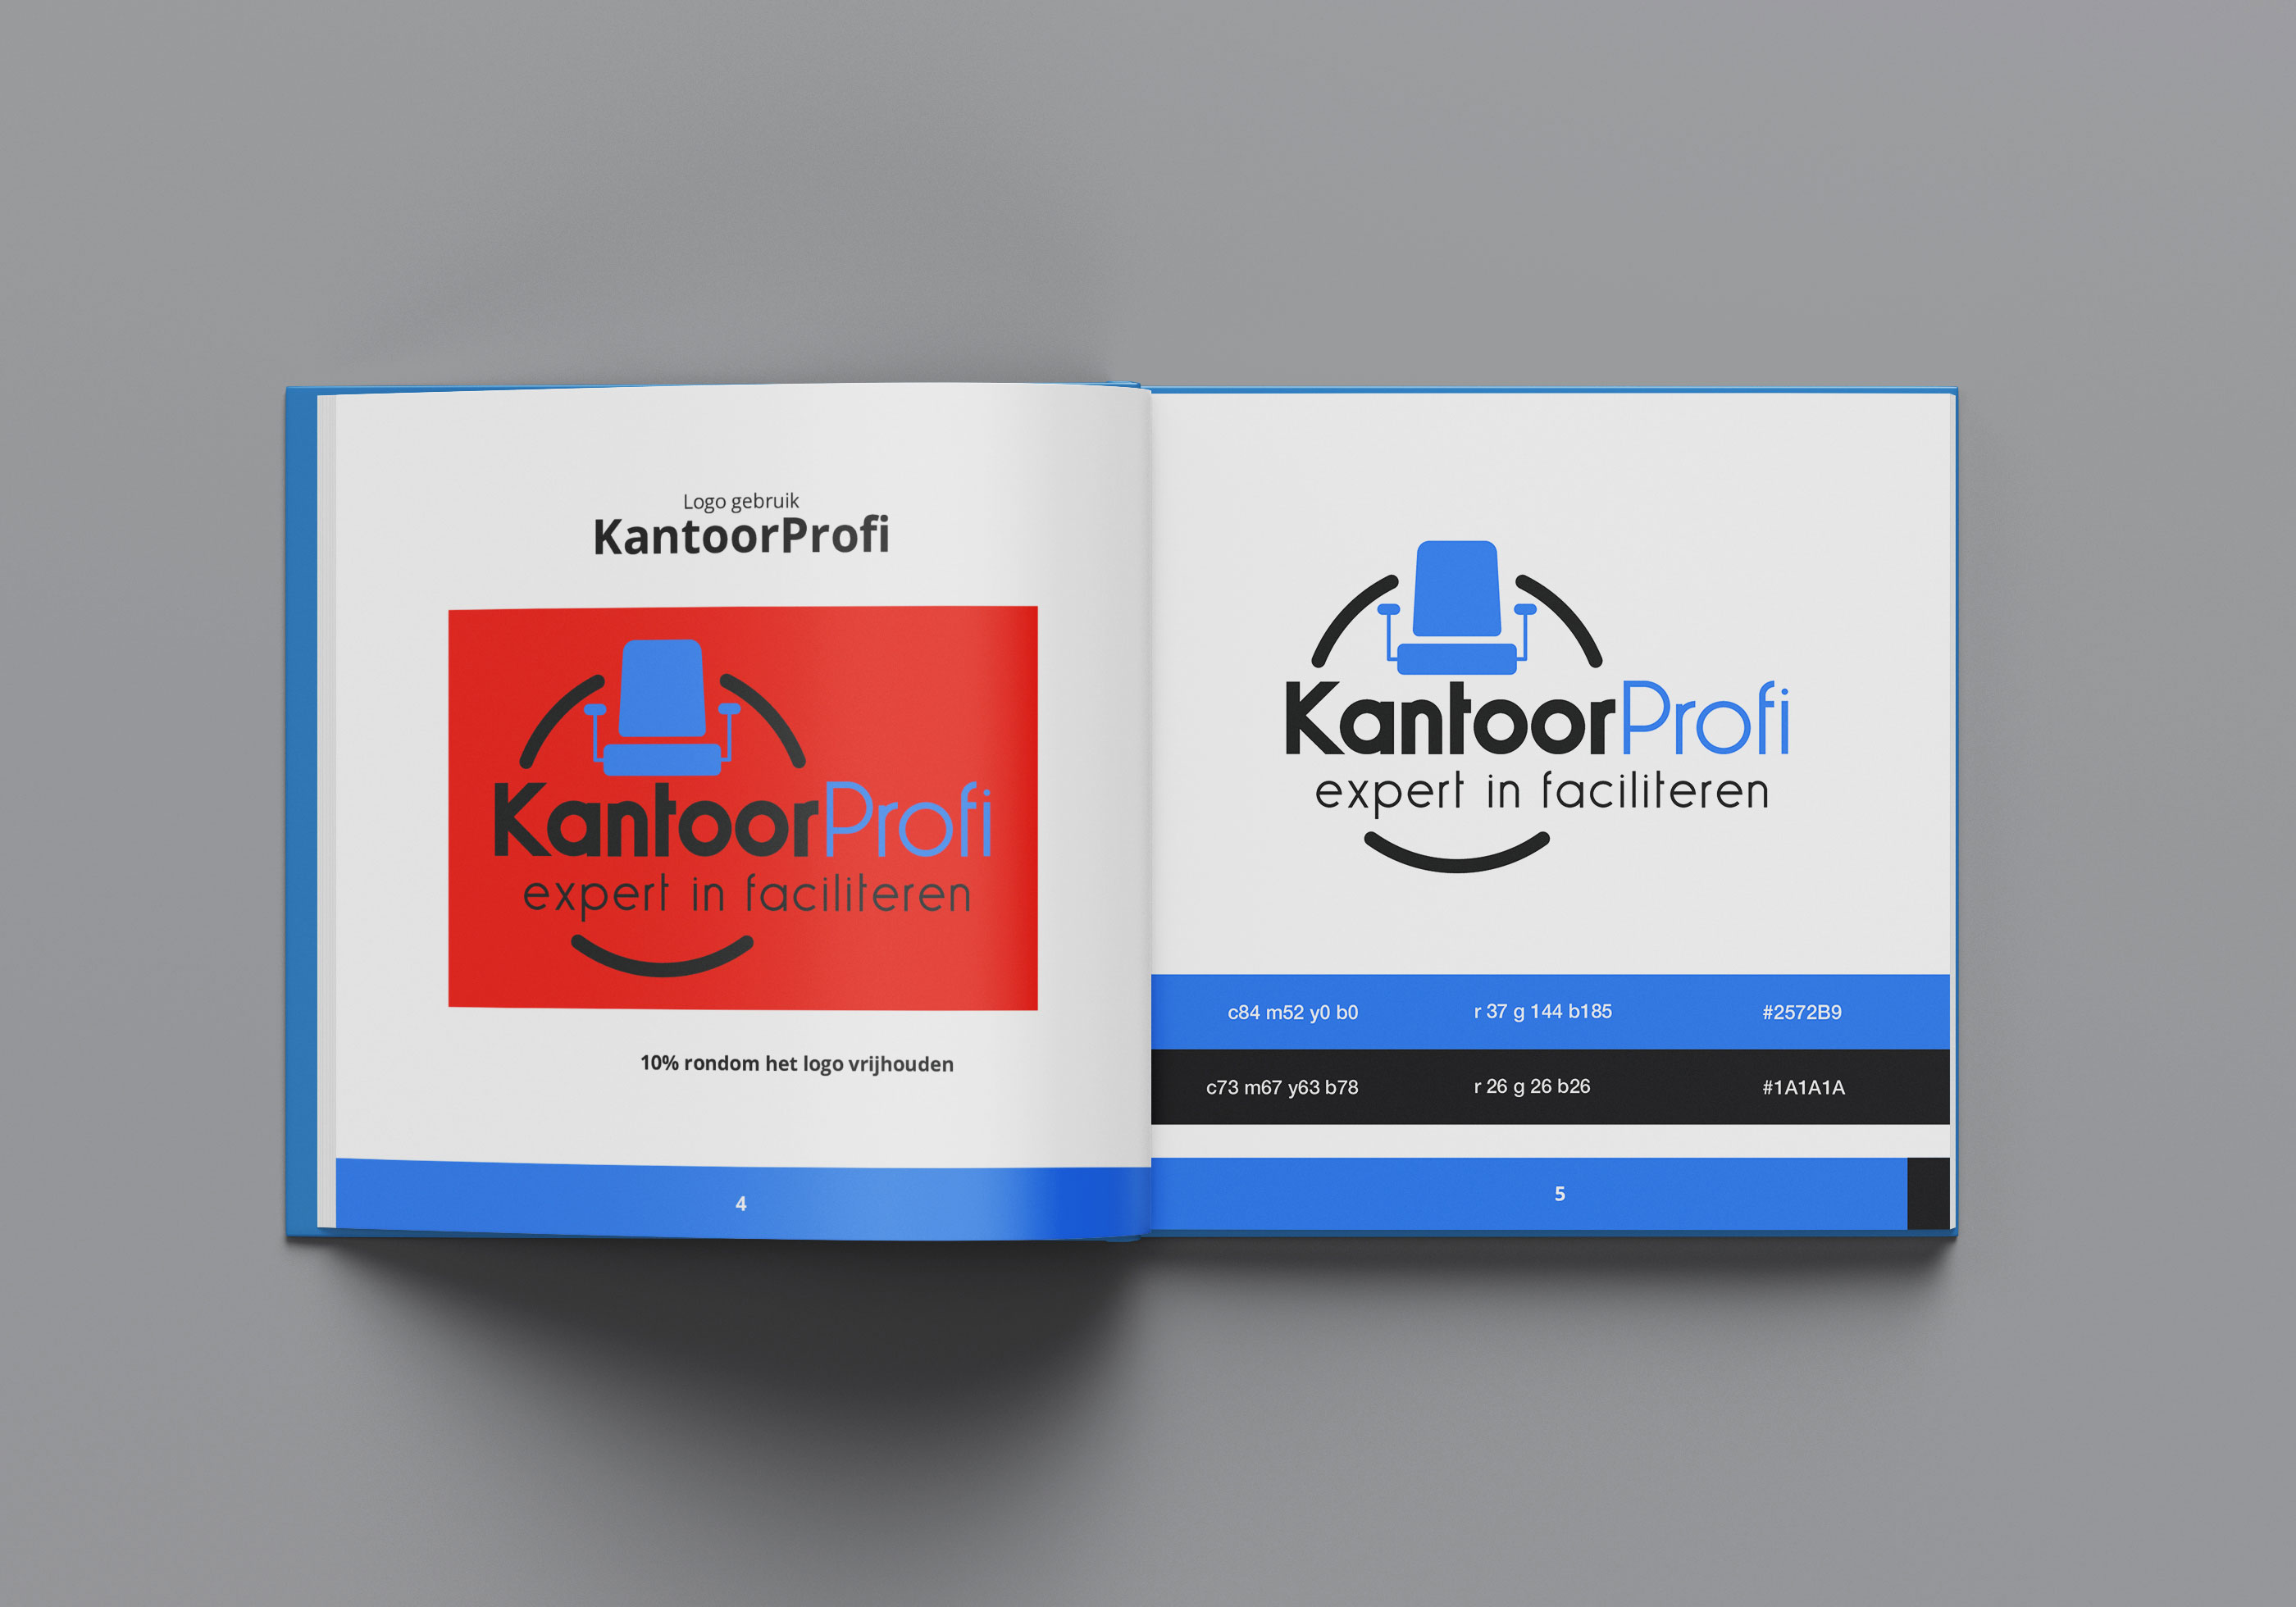 Logo gebruik
KantoorProfi
KantoorProfi
expert in faciliteren
10% rondom het logo vrijhouden
4
KantoorProfi
expert in faciliteren
c84 m52 y0 b0 r 37 g 144 b185 #2572B9
c73 m67 y63 b78 r 26 g 26 b26 #1A1A1A
5